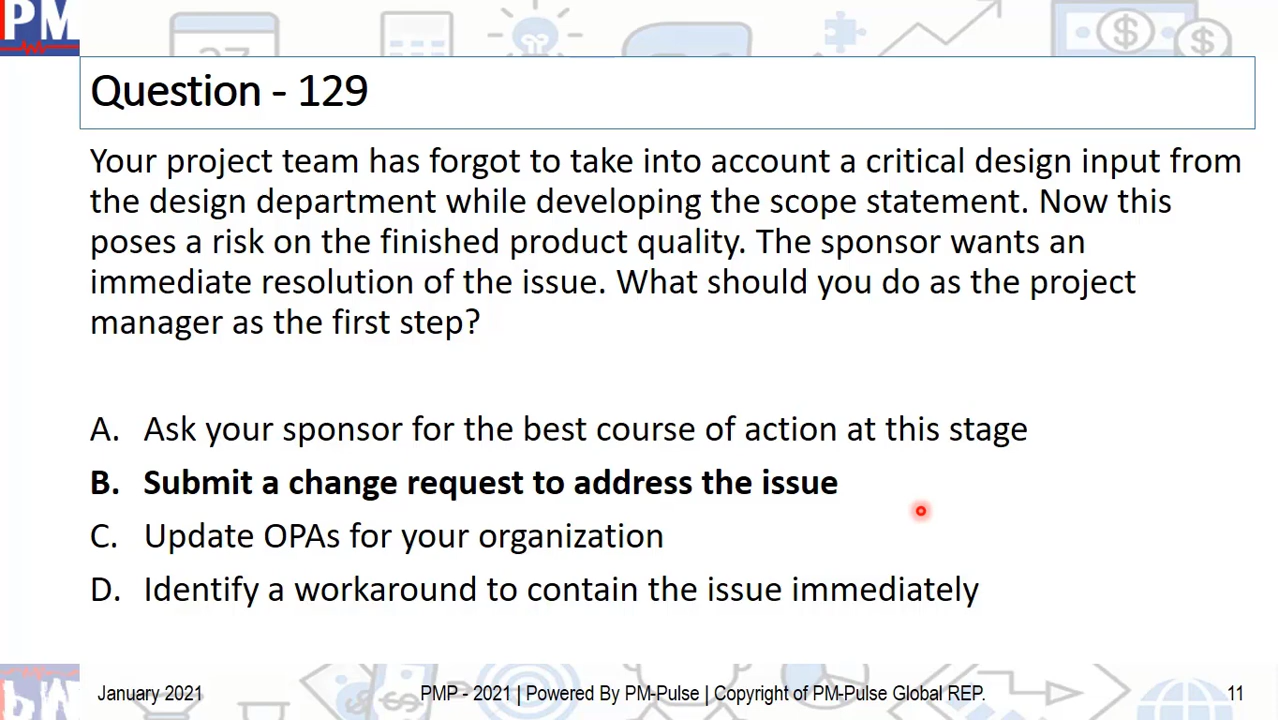 PM
Question - 129
Your project team has forgot to take into account a critical design input from
the design department while developing the scope statement. Now this
poses a risk on the finished product quality. The sponsor wants an
immediate resolution of the issue. What should you do as the project
manager as the first step?
A. Ask your sponsor for the best course of action at this stage
B. Submit a change request to address the issue
C. Update OPAs for your organization
D. Identify a workaround to contain the issue immediately
January 2021 PMP - 2021 | Powered By PM-Pulse | Copyright of PM-Pulse Global REP. 11